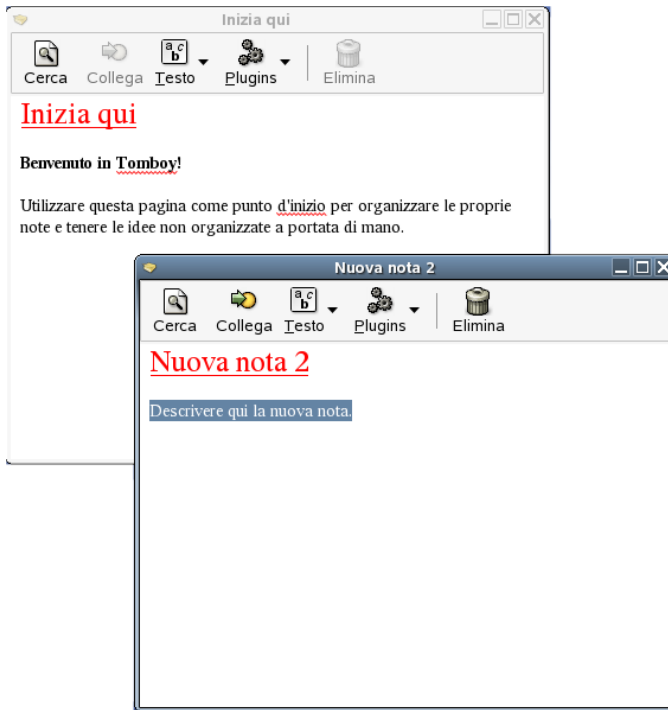 Inizia qui
Cerca Collega Testo Plugins Elimina
Inizia qui
Benvenuto in Tomboy!
Utilizzare questa pagina come punto d'inizio per organizzare le proprie
note e tenere le idee non organizzate a portata di mano.
Nuova nota 2
Cerca Collega Testo Plugins Elimina
Nuova nota 2
Descrivere qui la nuova nota.